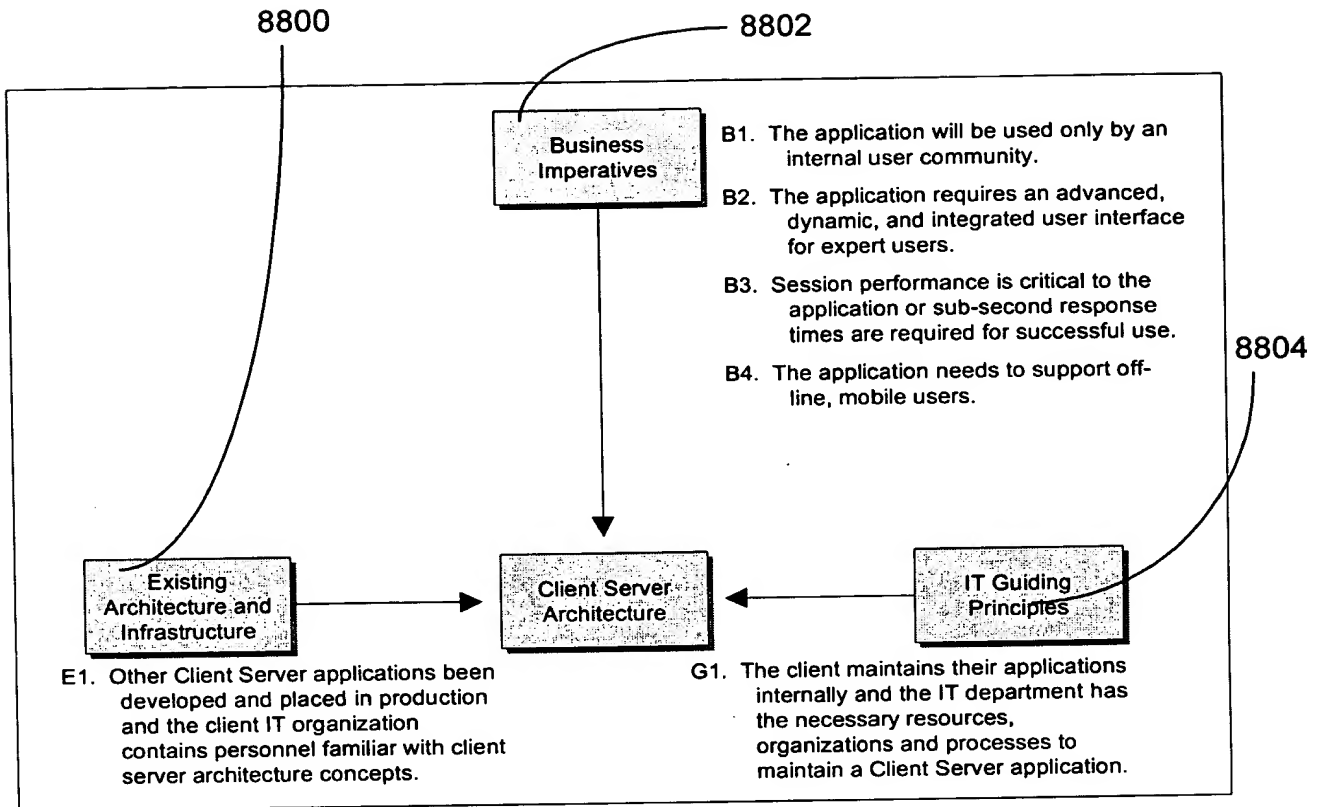 8800
8802
Business
Imperatives
B1. The application will be used only by an
internal user community.
B2. The application requires an advanced,
dynamic, and integrated user interface
for expert users.
B3. Session performance is critical to the
application or sub-second response
times are required for successful use.
B4. The application needs to support off-
line, mobile users.
8804
Existing
Architecture and
Infrastructure
Client Server
Architecture
IT Guiding
Principles
E1. Other Client Server applications been
developed and placed in production
and the client IT organization
contains personnel familiar with client
server architecture concepts.
G1. The client maintains their applications
internally and the IT department has
the necessary resources,
organizations and processes to
maintain a Client Server application.